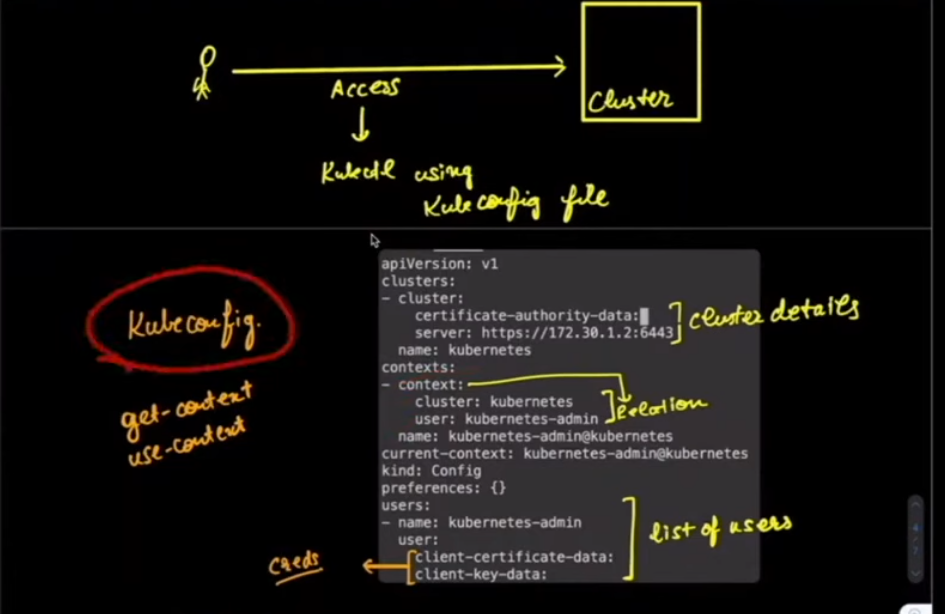 Access
Cluster
Kubectl using
Kubeconfig file
Kubeconfig.
get-context
use-context
apiVersion: v1
clusters:
- cluster:
certificate-authority-data:
server: https://172.30.1.2:6443
cluster details
name: kubernetes
contexts:
- context:
cluster: kubernetes
user: kubernetes-admin
Relation
name: kubernetes-admin@kubernetes
current-context: kubernetes-admin@kubernetes
kind: Config
preferences: {}
users:
- name: kubernetes-admin
list of users
user:
client-certificate-data:
client-key-data:
creds
4
7